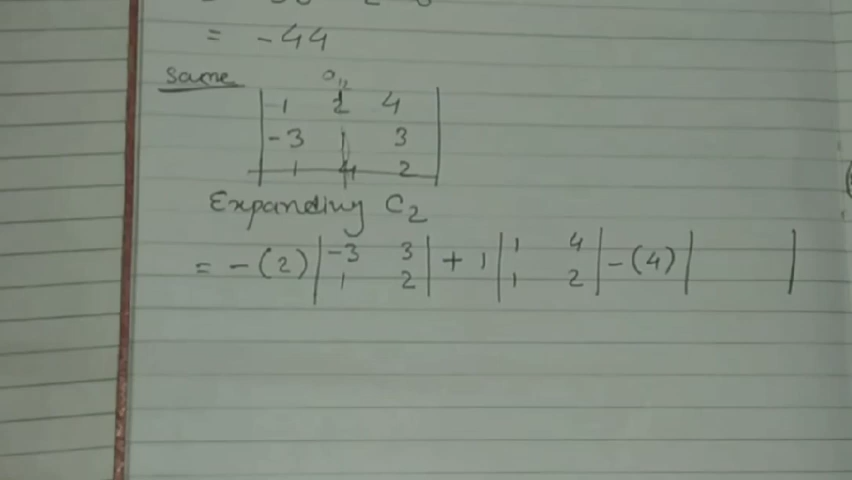 = -44
Same
1 2 4
-3 1 3
1 4 2
Expanding C2
= -(2) | -3 3 | + 1 | 1 4 | -(4) | |
1 2 1 2